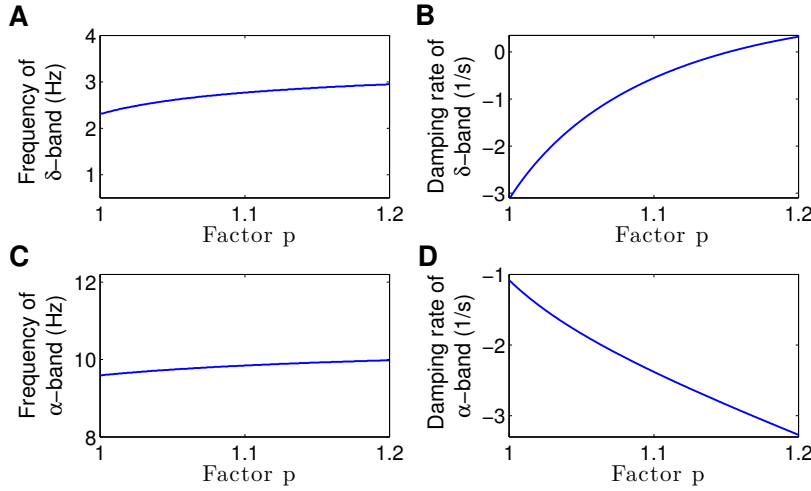 A
Frequency of
δ−band (Hz)
4
3
2
1
1
1.1
1.2
Factor p
B
Damping rate of
δ−band (1/s)
0
−1
−2
−3
1
1.1
1.2
Factor p
C
Frequency of
α−band (Hz)
12
10
8
1
1.1
1.2
Factor p
D
Damping rate of
α−band (1/s)
−1
−2
−3
1
1.1
1.2
Factor p